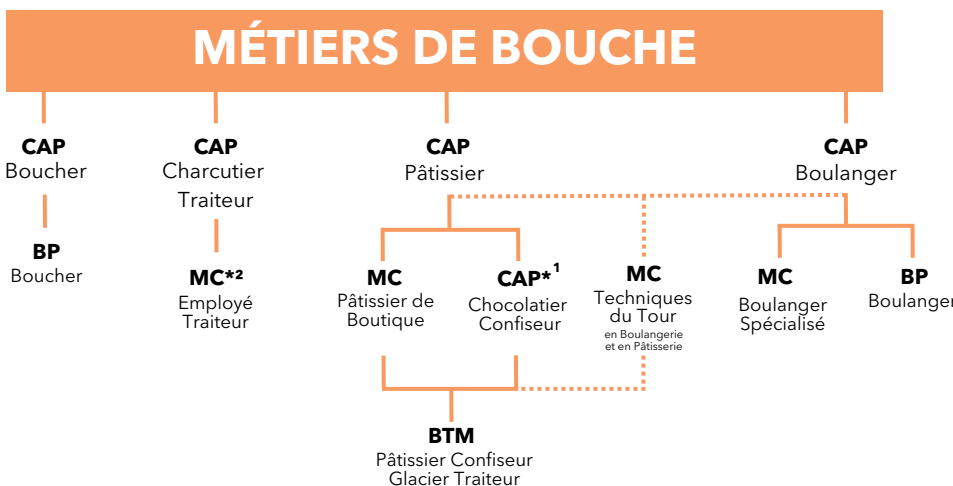 MÉTIERS DE BOUCHE
CAP
Boucher
BP
Boucher
CAP
Charcutier
Traiteur
MC*²
Employé
Traiteur
CAP
Pâtissier
MC
Pâtissier de
Boutique
CAP*¹
Chocolatier
Confiseur
MC
Techniques
du Tour
en Boulangerie
et en Pâtisserie
CAP
Boulanger
MC
Boulanger
Spécialisé
BP
Boulanger
BTM
Pâtissier Confiseur
Glacier Traiteur